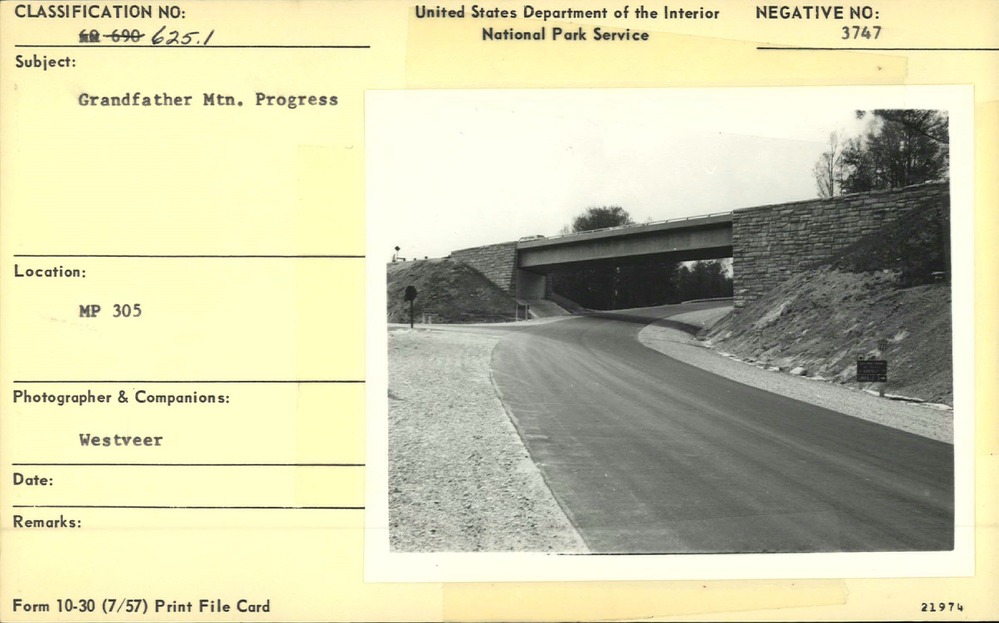 CLASSIFICATION NO:
690 625.1
United States Department of the Interior
National Park Service
NEGATIVE NO:
3747
Subject:
Grandfather Mtn. Progress
Location:
MP 305
Photographer & Companions:
Westveer
Date:
Remarks:
Form 10-30 (7/57) Print File Card
21974